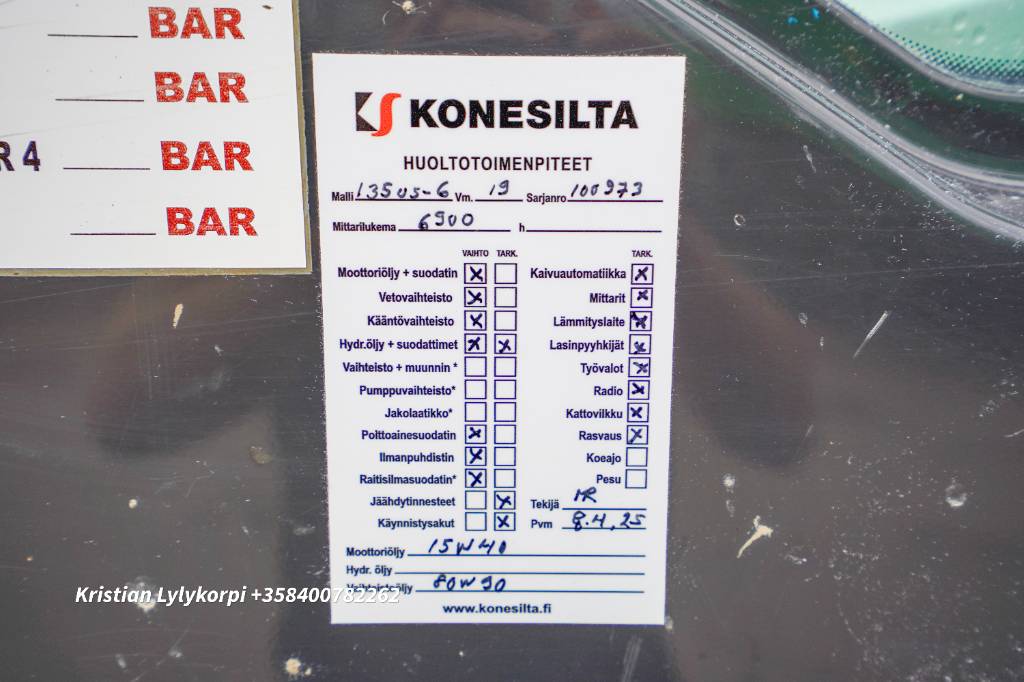 BAR
BAR
R 4 BAR
BAR
KONESILTA
HUOLTOTOIMENPITEET
Malli 135US-6 Vm. 19 Sarjanro 100973
Mittarilukema 6900 h
VAIHTO TARK. TARK.
Moottoriöljy + suodatin X Kaivuautomatiikka X
Vetovaihteisto X Mittarit X
Kääntövaihteisto X Lämmityslaite X
Hydr.öljy + suodattimet X X Lasinpyyhkijät X
Vaihteisto + muunnin * Työvalot X
Pumppuvaihteisto* Radio X
Jakolaatikko* Kattovilkku X
Polttoainesuodatin X Rasvaus X
Ilmanpuhdistin X Koeajo
Raitisilmasuodatin* X Pesu
Jäähdytinnesteet X Tekijä MR
Käynnistysakut X Pvm 8.4.25
Moottoriöljy 15W40
Hydr. öljy
Vaihteistoöljy 80W90
Kristian Lylykorpi +358400782262
www.konesilta.fi